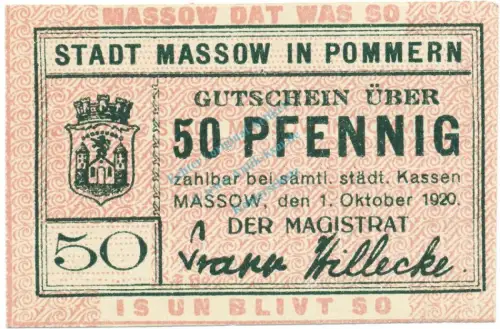 MASSOW DAT WAS SO
STADT MASSOW IN POMMERN
GUTSCHEIN ÜBER
50 PFENNIG
zahlbar bei sämtl. städt. Kassen
MASSOW, den 1. Oktober 1920.
DER MAGISTRAT
Willecke.
50
IS UN BLIVT SO